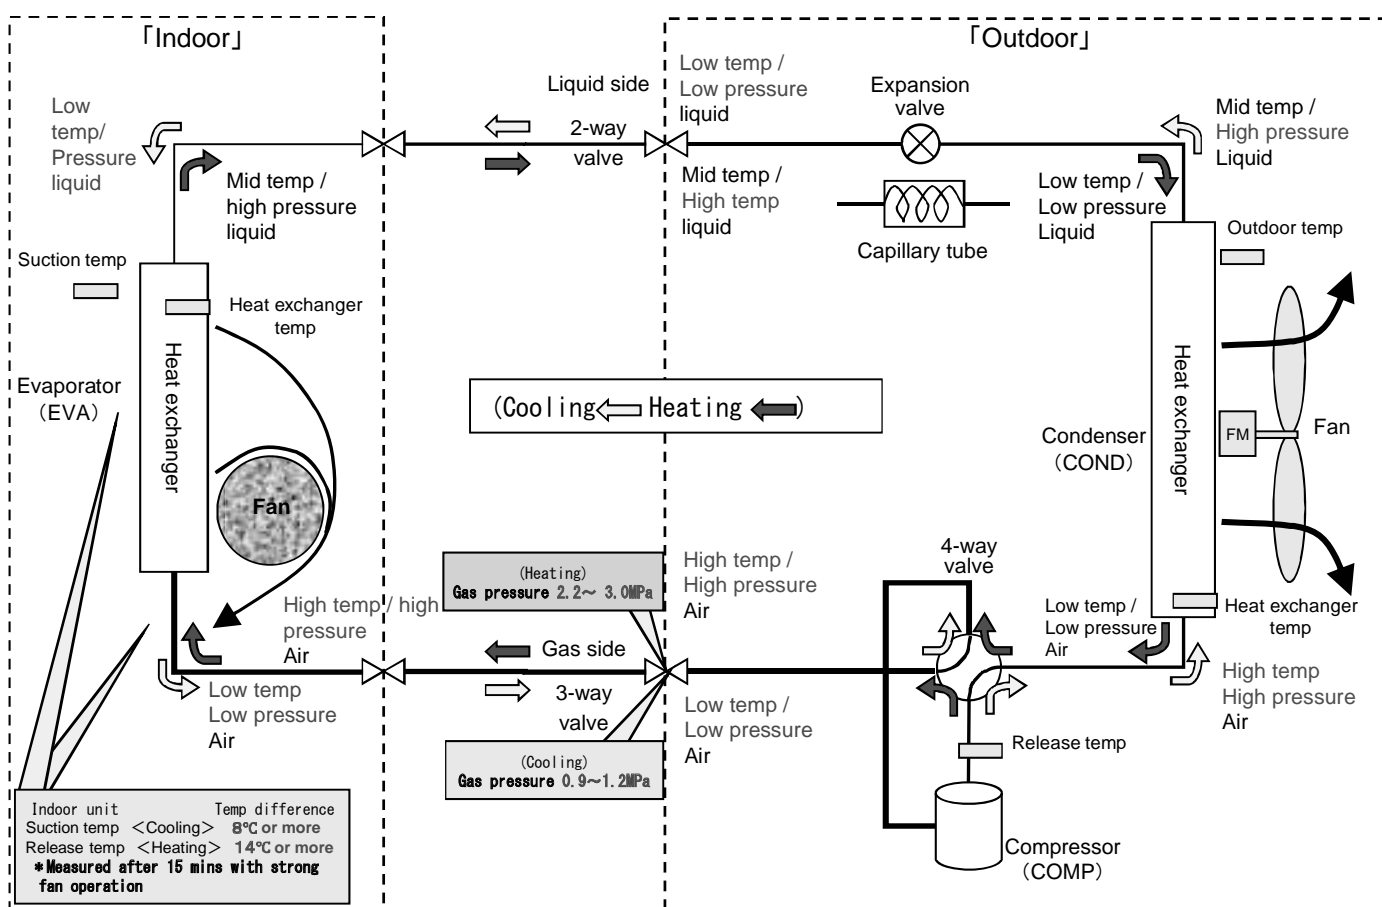 「Indoor」
「Outdoor」
Low
temp/
Pressure
liquid
Mid temp /
high pressure
liquid
Liquid side
2-way
valve
Low temp /
Low pressure
liquid
Mid temp /
High temp
liquid
Expansion
valve
Capillary tube
Mid temp /
High pressure
Liquid
Low temp /
Low pressure
Liquid
Outdoor temp
Suction temp
Heat exchanger
temp
Heat exchanger
Evaporator
(EVA)
Fan
(Cooling Heating )
Condenser
(COND)
Heat exchanger
FM
Fan
(Heating)
Gas pressure 2.2～ 3.0MPa
High temp /
High pressure
Air
4-way
valve
Low temp /
Low pressure
Air
Heat exchanger
temp
High temp / high
pressure
Air
Gas side
3-way
valve
Low temp
Low pressure
Air
Low temp /
Low pressure
Air
High temp
High pressure
Air
(Cooling)
Gas pressure 0.9～1.2MPa
Release temp
Compressor
(COMP)
Indoor unit Temp difference
Suction temp ＜Cooling＞ 8℃ or more
Release temp ＜Heating＞ 14℃ or more
*Measured after 15 mins with strong
fan operation